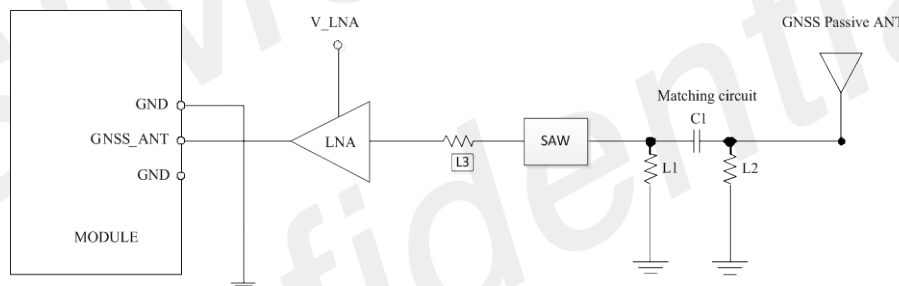 V_LNA
GNSS Passive ANT
Matching circuit
C1
GND
GNSS_ANT
LNA
L3
SAW
L1
L2
GND
MODULE